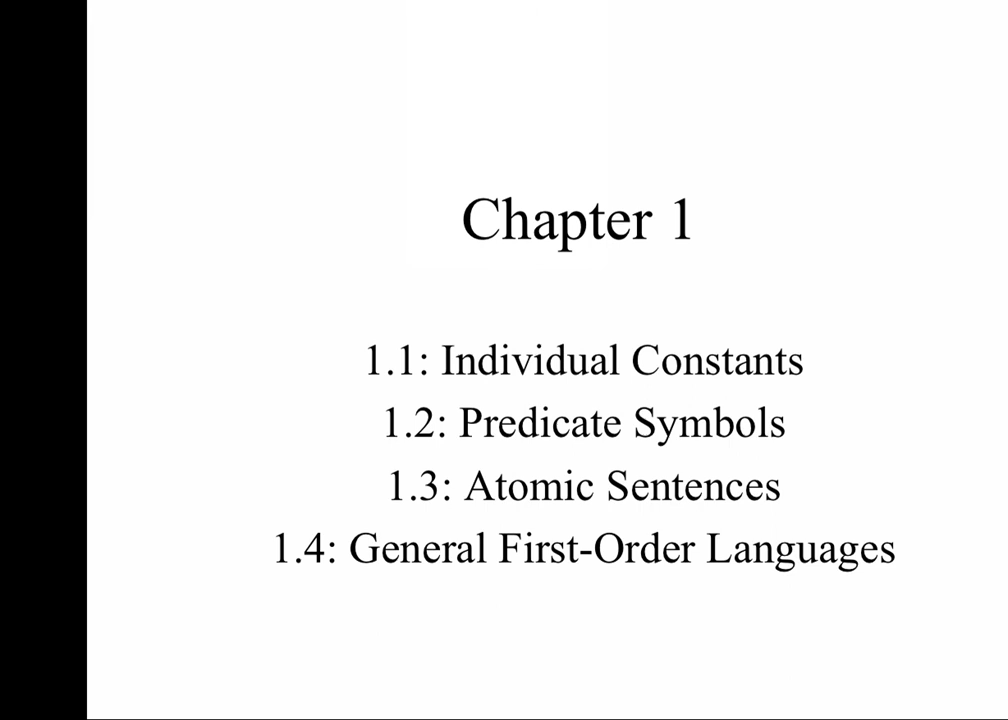 Chapter 1
1.1: Individual Constants
1.2: Predicate Symbols
1.3: Atomic Sentences
1.4: General First-Order Languages